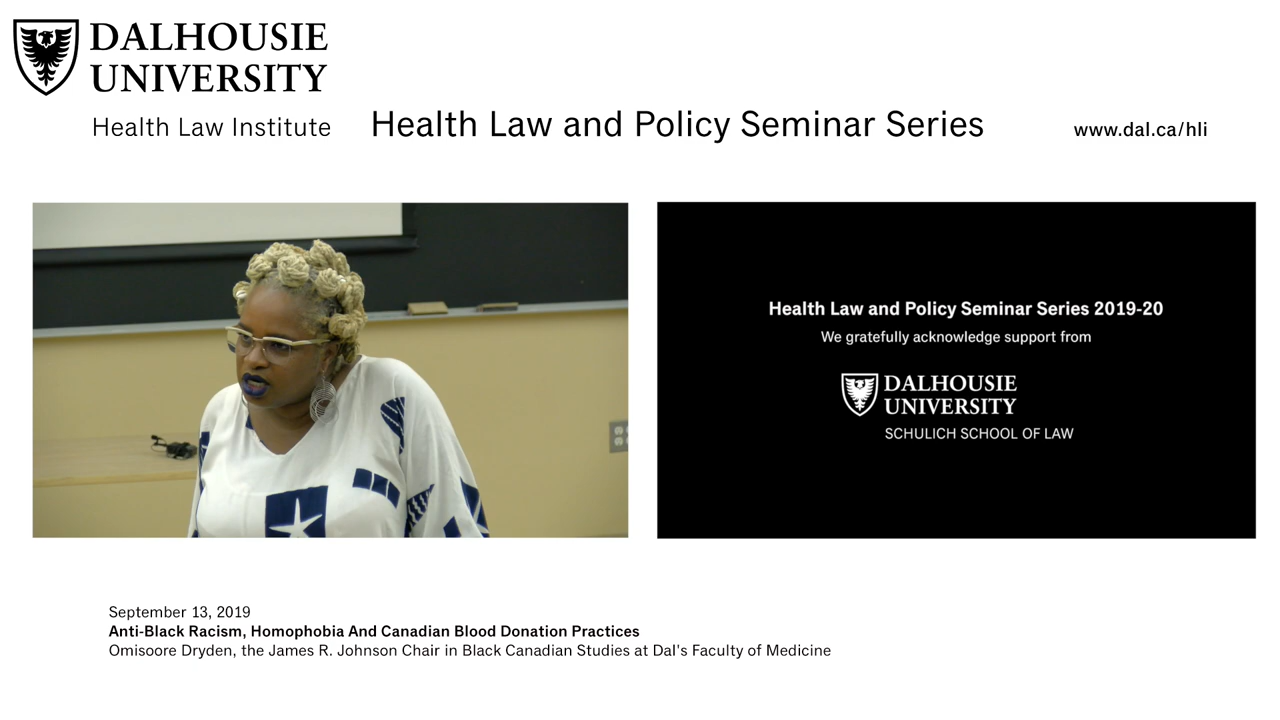 DALHOUSIE
UNIVERSITY
Health Law Institute
Health Law and Policy Seminar Series
www.dal.ca/hli
Health Law and Policy Seminar Series 2019-20
We gratefully acknowledge support from
DALHOUSIE
UNIVERSITY
SCHULICH SCHOOL OF LAW
September 13, 2019
Anti-Black Racism, Homophobia And Canadian Blood Donation Practices
Omisoore Dryden, the James R. Johnson Chair in Black Canadian Studies at Dal's Faculty of Medicine